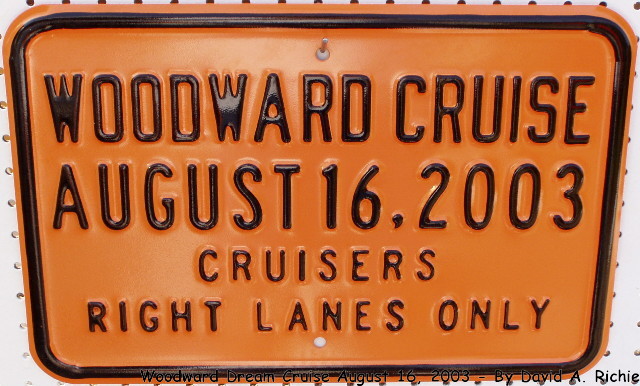 WOODWARD CRUISE
AUGUST 16, 2003
CRUISERS
RIGHT LANES ONLY
Woodward Dream Cruise August 16, 2003 - By David A. Richie